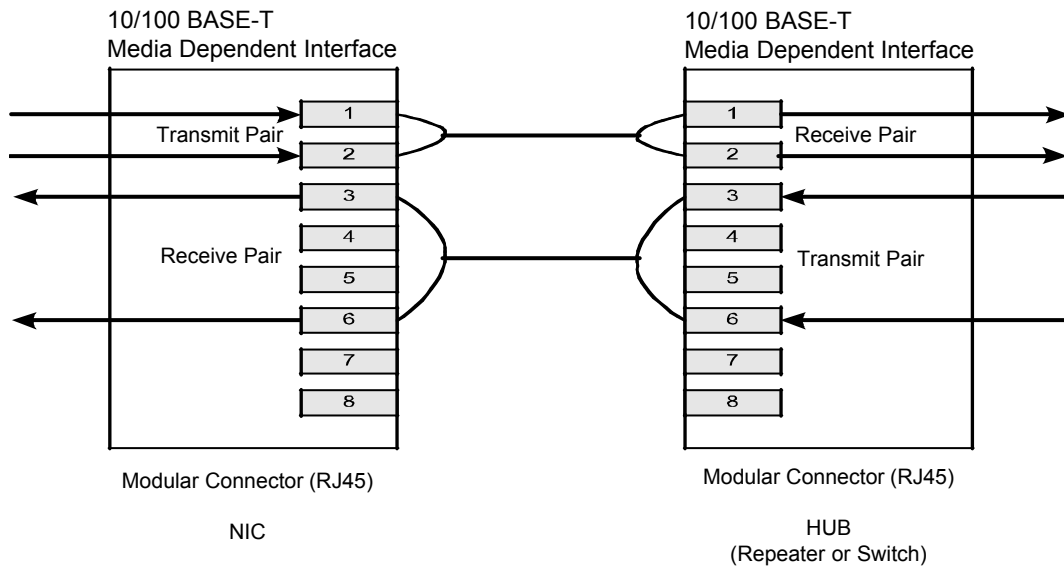 10/100 BASE-T
Media Dependent Interface
1
Transmit Pair
2
3
4
Receive Pair
5
6
7
8
Modular Connector (RJ45)
NIC
10/100 BASE-T
Media Dependent Interface
1
Receive Pair
2
3
4
Transmit Pair
5
6
7
8
Modular Connector (RJ45)
HUB
(Repeater or Switch)